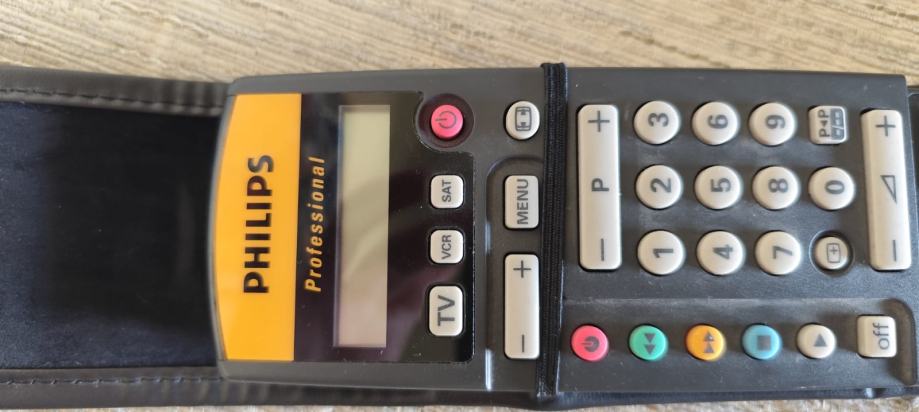 PHILIPS
Professional
TV VCR SAT
- + MENU
- P +
1 2 3
4 5 6
7 8 9
0 P◄P
- +
off